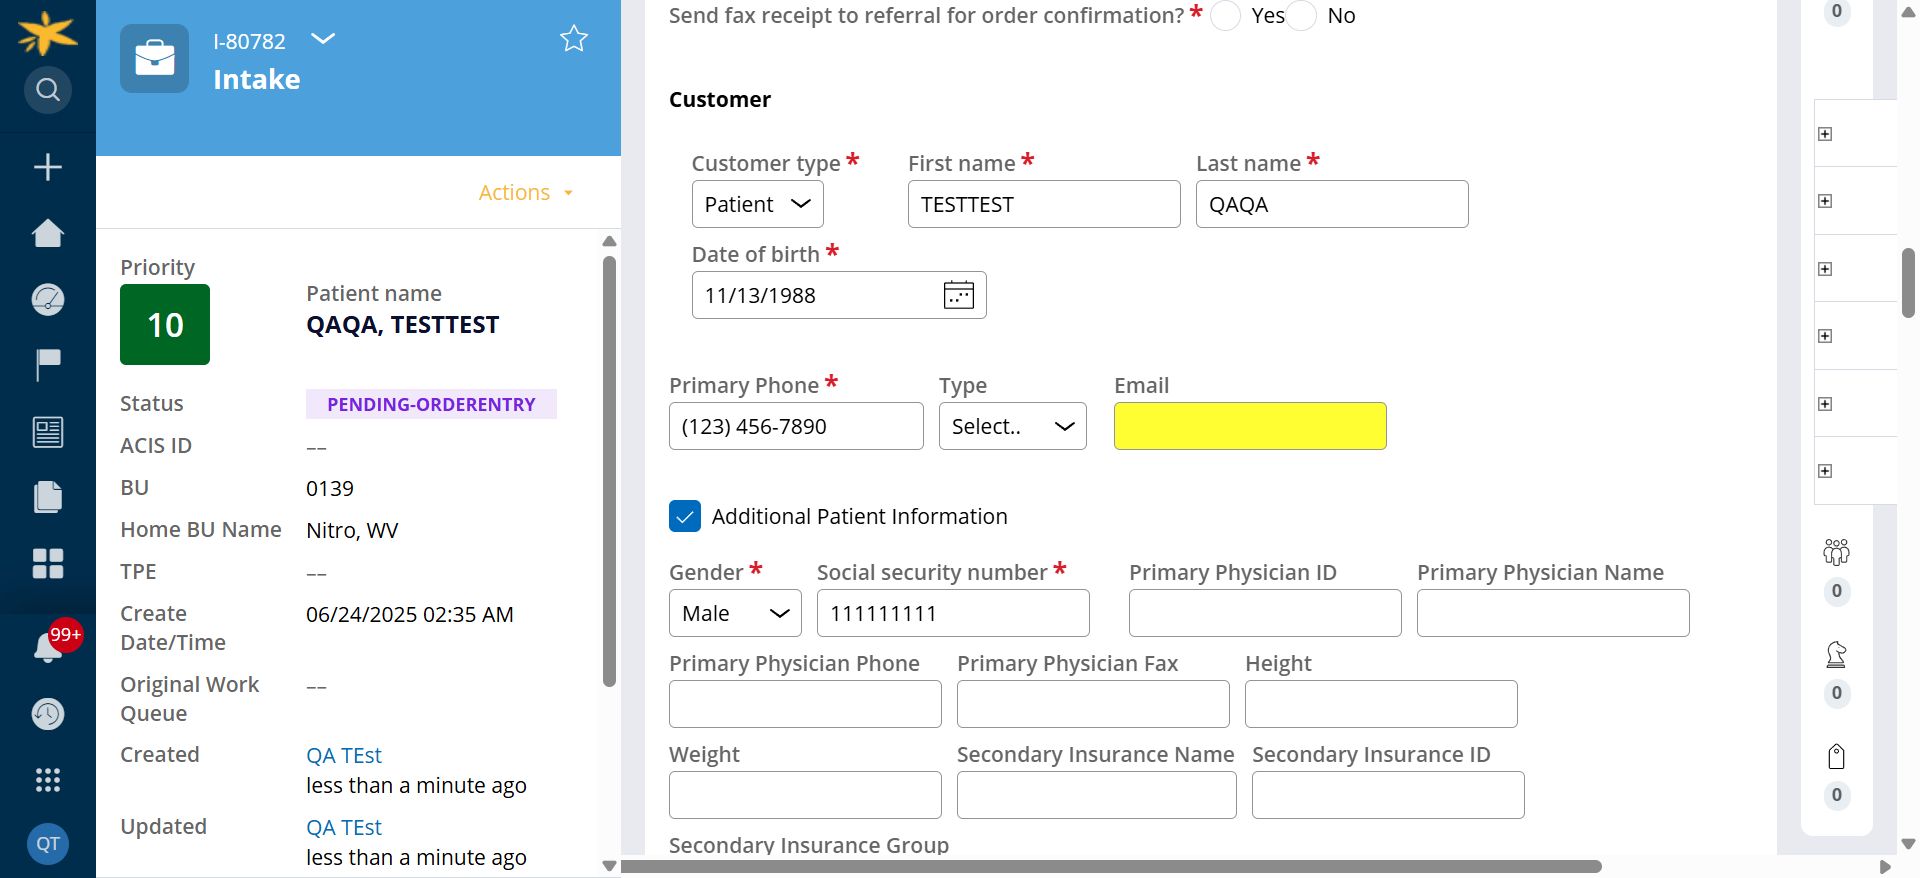 I-80782
Intake
Actions
Priority
10
Patient name
QAQA, TESTTEST
Status
PENDING-ORDERENTRY
ACIS ID
––
BU
0139
Home BU Name
Nitro, WV
TPE
––
Create Date/Time
06/24/2025 02:35 AM
Original Work Queue
––
Created
QA TEst
less than a minute ago
Updated
QA TEst
less than a minute ago
99+
QT
Send fax receipt to referral for order confirmation? * Yes No
Customer
Customer type * First name * Last name *
Patient TESTTEST QAQA
Date of birth *
11/13/1988
Primary Phone * Type Email
(123) 456-7890 Select..
Additional Patient Information
Gender * Social security number * Primary Physician ID Primary Physician Name
Male 111111111
Primary Physician Phone Primary Physician Fax Height
Weight Secondary Insurance Name Secondary Insurance ID
Secondary Insurance Group
0
0
0
0